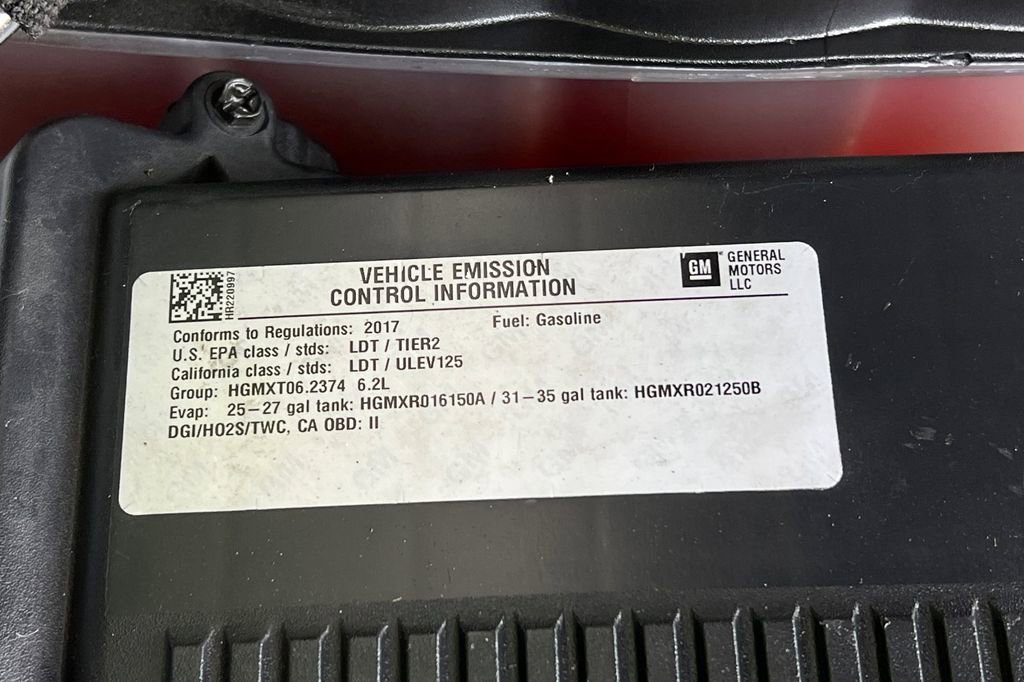 VEHICLE EMISSION
CONTROL INFORMATION
GM
GENERAL
MOTORS
LLC
HR220997
Conforms to Regulations: 2017 Fuel: Gasoline
U.S. EPA class / stds: LDT / TIER2
California class / stds: LDT / ULEV125
Group: HGMXT06.2374 6.2L
Evap: 25-27 gal tank: HGMXR016150A / 31-35 gal tank: HGMXR021250B
DGI/HO2S/TWC, CA OBD: II